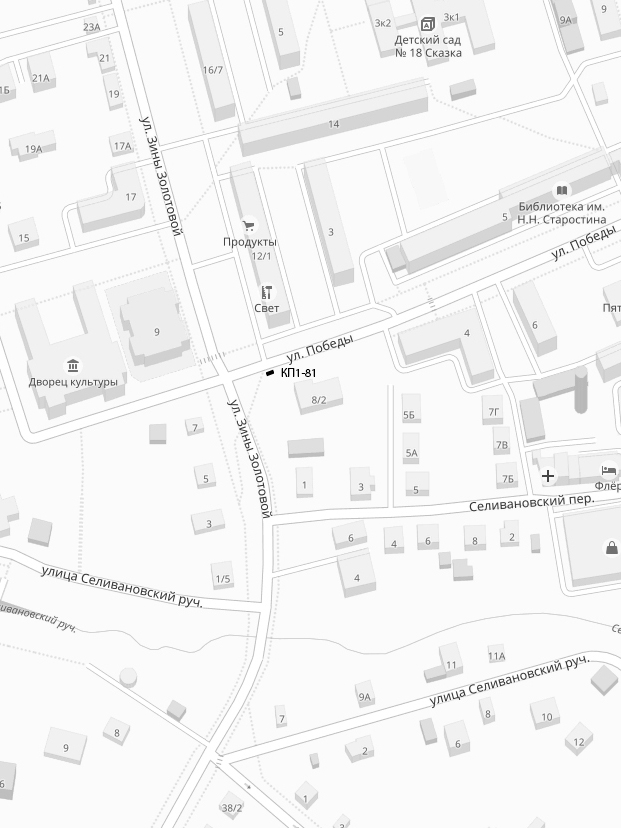 23А
21
21А
1Б
19
19А
17А
17
15
16/7
5
3к2
3к1
Детский сад
№ 18 Сказка
9А
9
14
ул. Зины Золотовой
Продукты
12/1
Свет
3
5
Библиотека им.
Н.Н. Старостина
ул. Победы
9
Дворец культуры
ул. Победы
КП1-81
4
6
8/2
7
5
3
1/5
ул. Зины Золотовой
1
3
5Б
5А
5
7Г
7В
7Б
Селивановский пер.
6
4
4
6
8
2
улица Селивановский руч.
11
11А
улица Селивановский руч.
9А
7
8
9
6
2
6
8
10
12
1
38/2
3